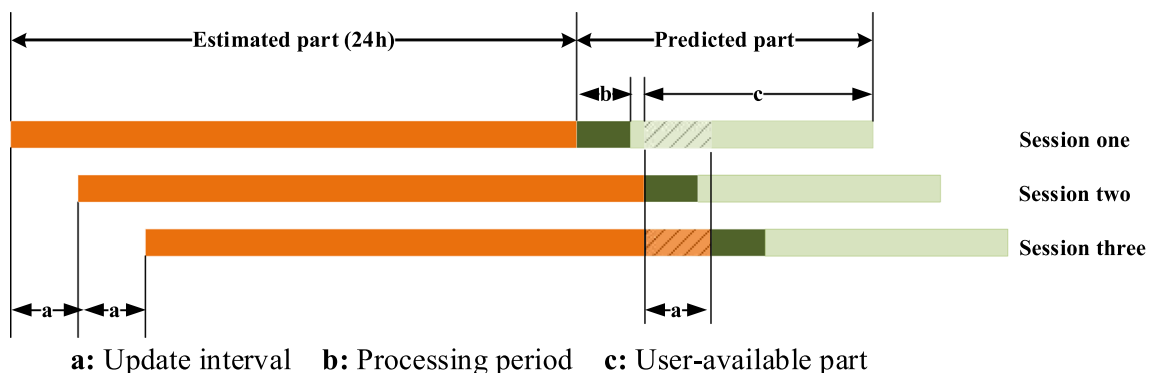 Estimated part (24h) Predicted part
b c
Session one
Session two
Session three
a a a
a: Update interval b: Processing period c: User-available part